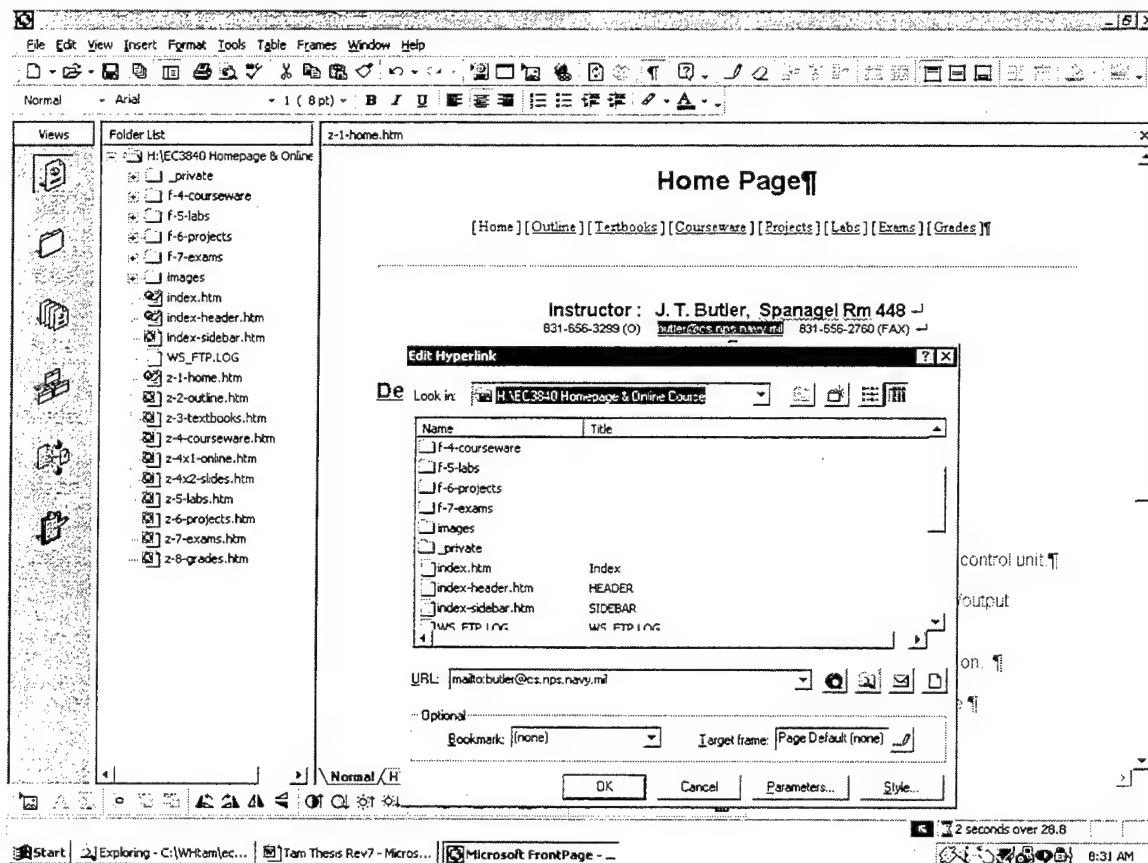 File Edit View Insert Format Tools Table Frames Window Help
Normal Arial 1 ( 8 pt) B I U A
Views Folder List z-1-home.htm
H:\EC3840 Homepage & Online
_private
f-4-courseware
f-5-labs
f-6-projects
f-7-exams
images
index.htm
index-header.htm
index-sidebar.htm
WS_FTP.LOG
z-1-home.htm
z-2-outline.htm
z-3-textbooks.htm
z-4-courseware.htm
z-4x1-online.htm
z-4x2-slides.htm
z-5-labs.htm
z-6-projects.htm
z-7-exams.htm
z-8-grades.htm
Home Page¶
[ Home ] [ Outline ] [ Textbooks ] [ Courseware ] [ Projects ] [ Labs ] [ Exams ] [ Grades ]¶
Instructor : J. T. Butler, Spanagel Rm 448
831-656-3299 (O) butler@cs.nps.navy.mil 831-656-2760 (FAX)
De
control unit.¶
/output
on. ¶
¶
Edit Hyperlink
Look in: H:\EC3840 Homepage & Online Course
Name Title
f-4-courseware
f-5-labs
f-6-projects
f-7-exams
images
_private
index.htm Index
index-header.htm HEADER
index-sidebar.htm SIDEBAR
WS_FTP.LOG WS_FTP.LOG
URL: mailto:butler@cs.nps.navy.mil
Optional
Bookmark: (none) Target frame: Page Default (none)
OK Cancel Parameters... Style...
Normal H
2 seconds over 28.8
Start Exploring - C:\WHtam\ec... Tam Thesis Rev7 - Micros... Microsoft FrontPage - ... 8:31 AM